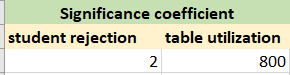 Significance coefficient
student rejection table utilization
2 800